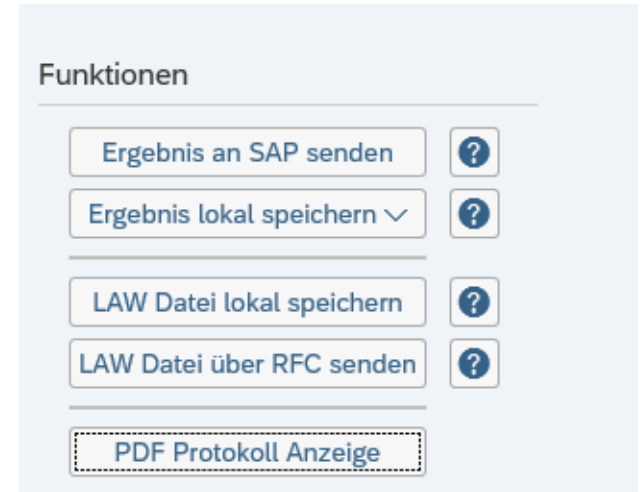 Funktionen
Ergebnis an SAP senden ?
Ergebnis lokal speichern ?
LAW Datei lokal speichern ?
LAW Datei über RFC senden ?
PDF Protokoll Anzeige